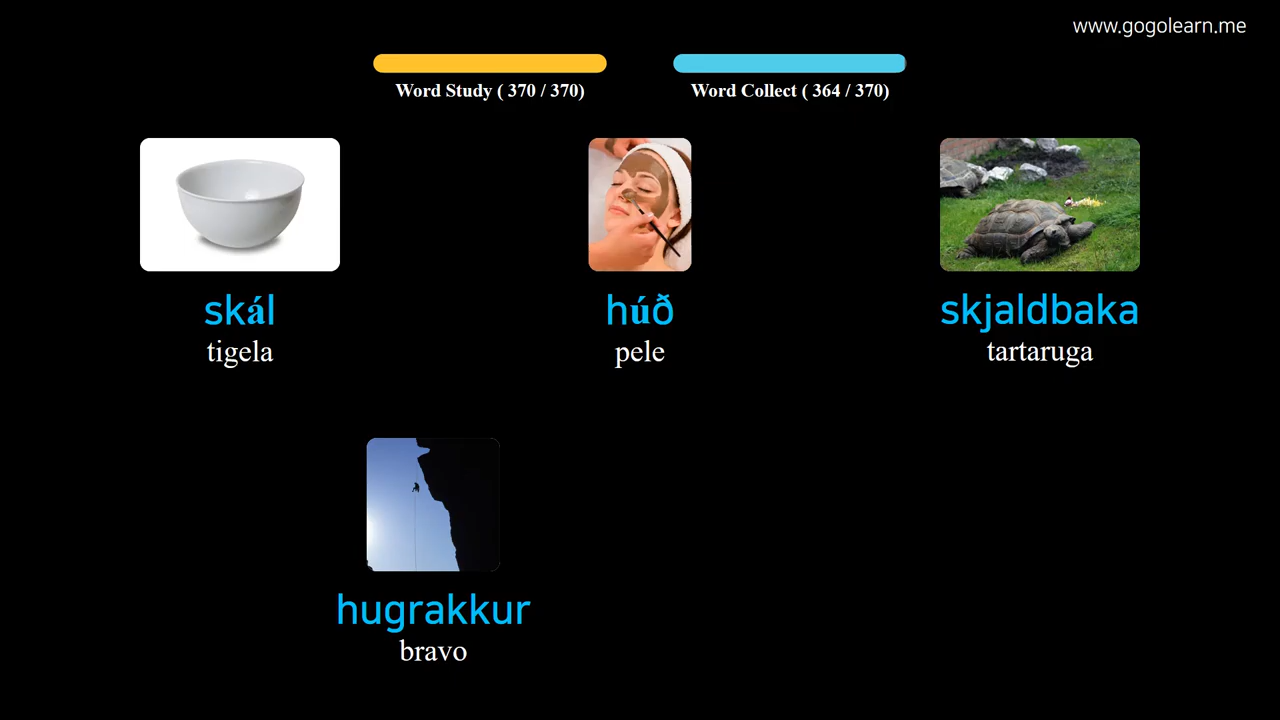 www.gogolearn.me
Word Study ( 370 / 370)
Word Collect ( 364 / 370)
skál
húð
skjaldbaka
tigela
pele
tartaruga
hugrakkur
bravo